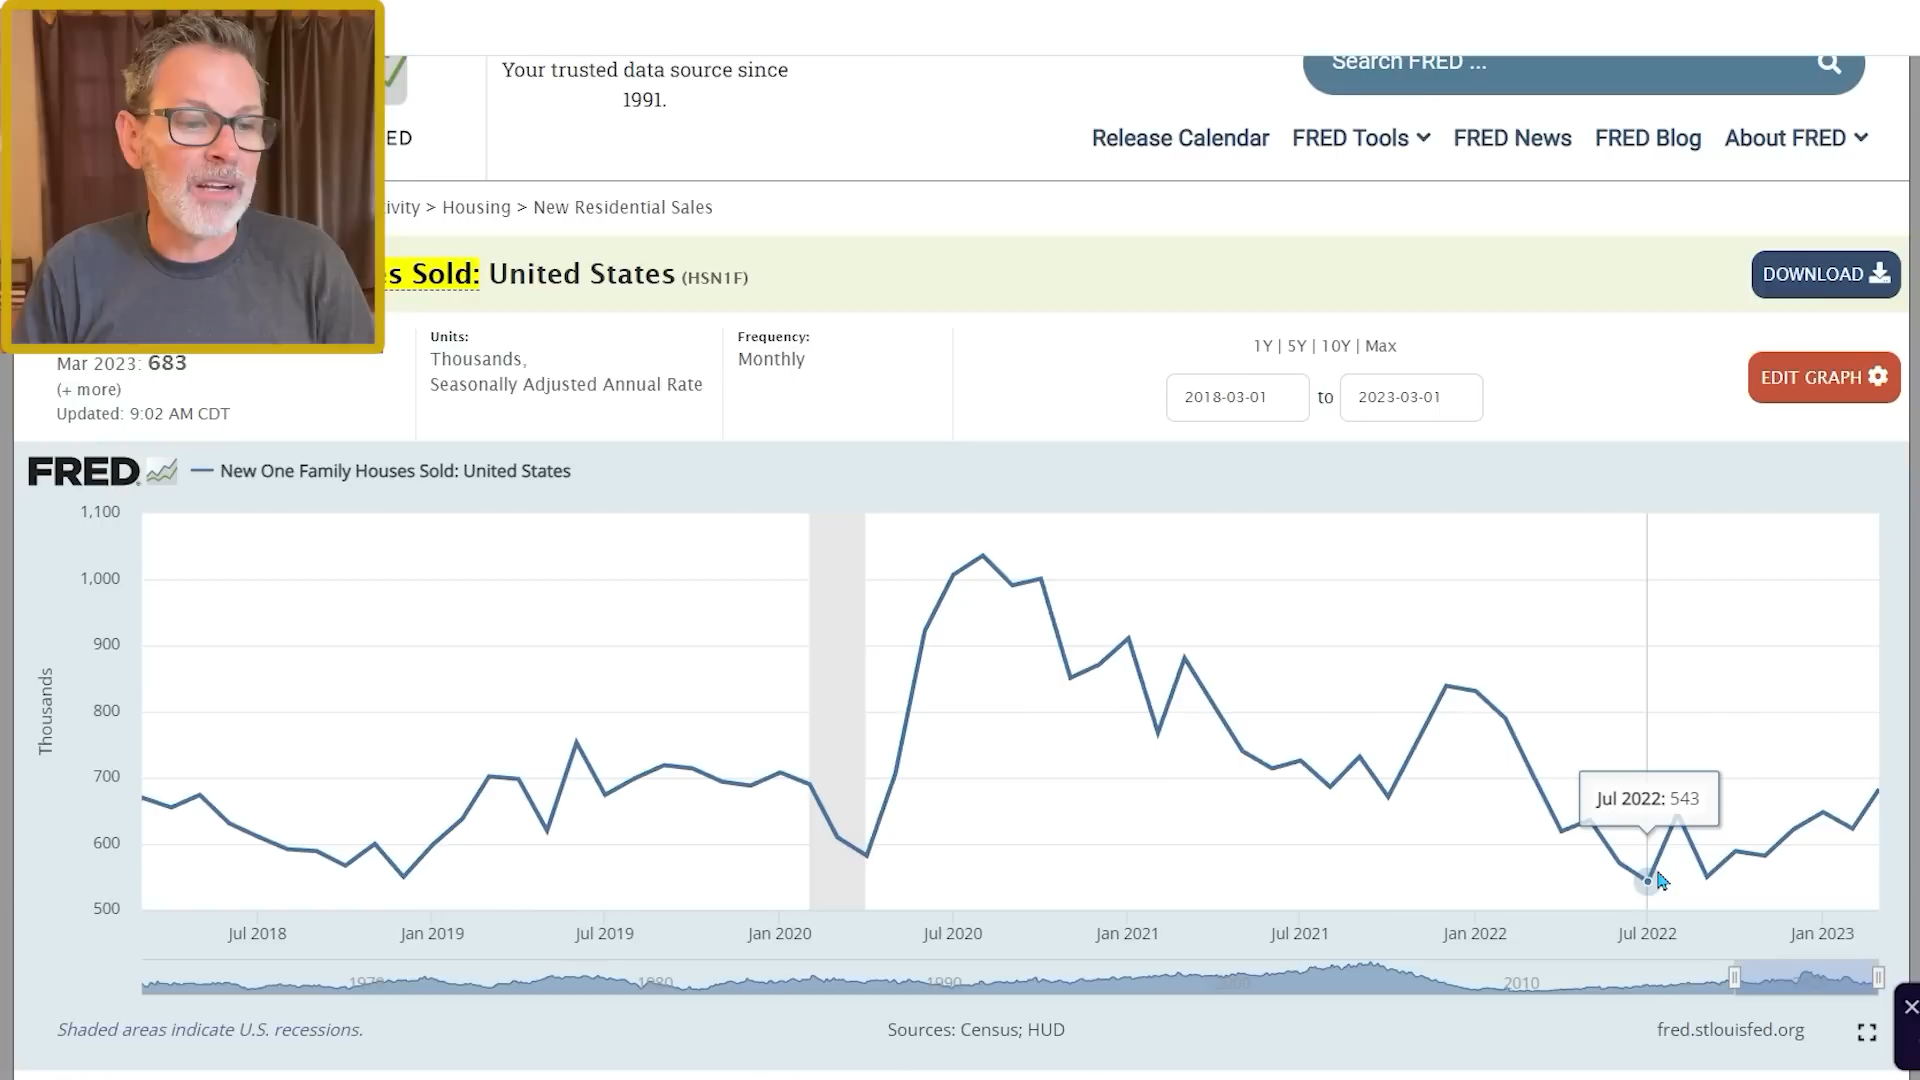 Your trusted data source since
1991.
Search FRED ...
ED
Release Calendar FRED Tools FRED News FRED Blog About FRED
> Housing > New Residential Sales
s Sold: United States (HSN1F)
DOWNLOAD
Mar 2023: 683
(+ more)
Updated: 9:02 AM CDT
Units:
Thousands,
Seasonally Adjusted Annual Rate
Frequency:
Monthly
1Y | 5Y | 10Y | Max
2018-03-01 to 2023-03-01
EDIT GRAPH
FRED
New One Family Houses Sold: United States
1,100
1,000
900
800
700
600
500
Thousands
Jul 2022: 543
Jul 2018 Jan 2019 Jul 2019 Jan 2020 Jul 2020 Jan 2021 Jul 2021 Jan 2022 Jul 2022 Jan 2023
1970 1980 1990 2000 2010
Shaded areas indicate U.S. recessions.
Sources: Census; HUD
fred.stlouisfed.org